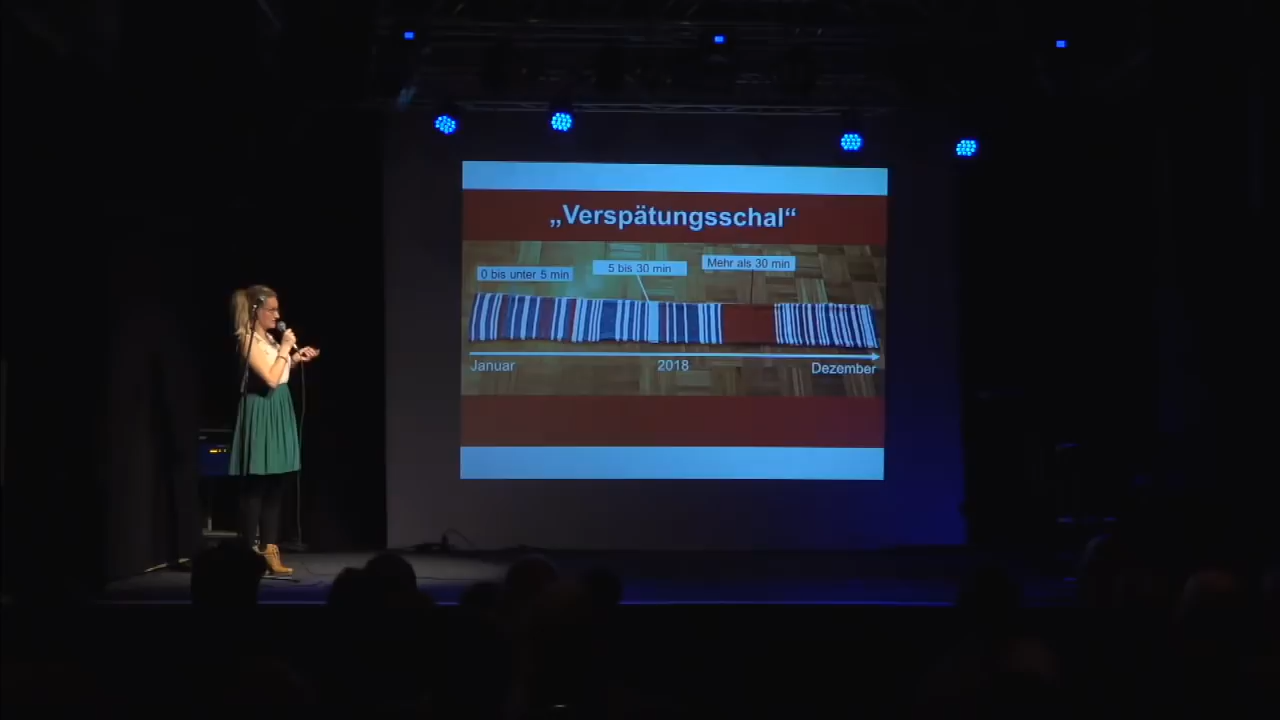 „Verspätungsschal“
0 bis unter 5 min
5 bis 30 min
Mehr als 30 min
Januar
2018
Dezember